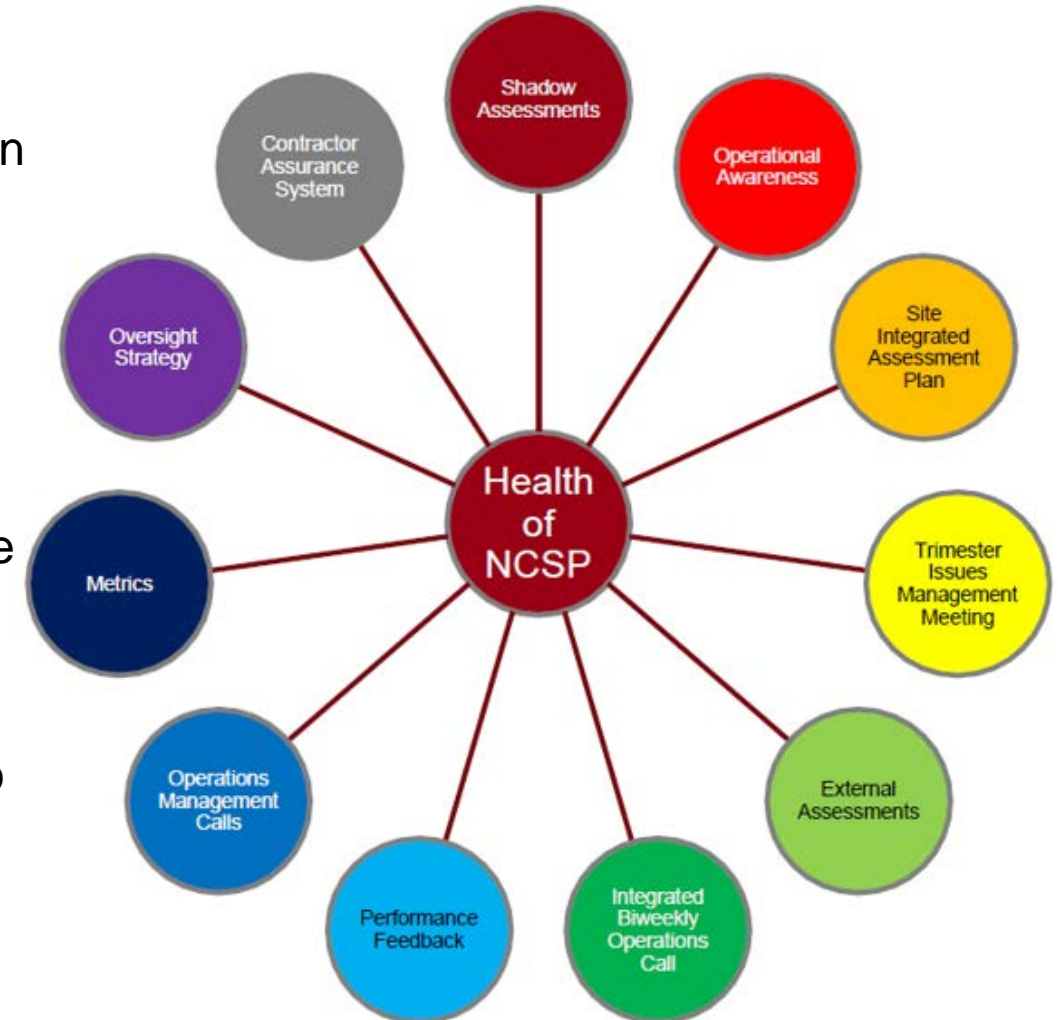 n
e
o
Shadow
Assessments
Operational
Awareness
Site
Integrated
Assessment
Plan
Trimester
Issues
Management
Meeting
External
Assessments
Integrated
Biweekly
Operations
Call
Performance
Feedback
Operations
Management
Calls
Metrics
Oversight
Strategy
Contractor
Assurance
System
Health
of
NCSP